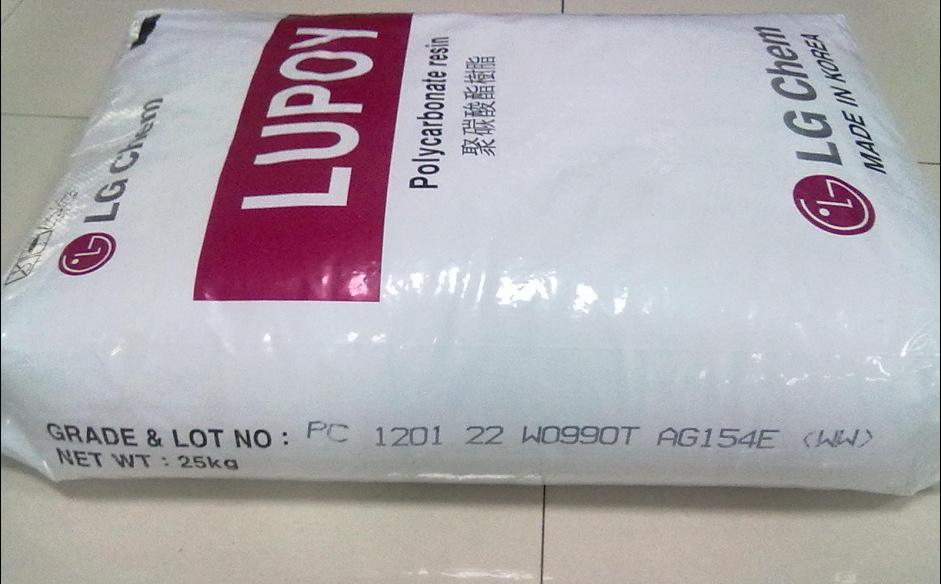 LG Chem
LUPOY
Polycarbonate resin
聚碳酸酯樹脂
LG Chem
MADE IN KOREA
GRADE & LOT NO : PC 1201 22 W0990T AG154E (WW)
NET WT : 25kg